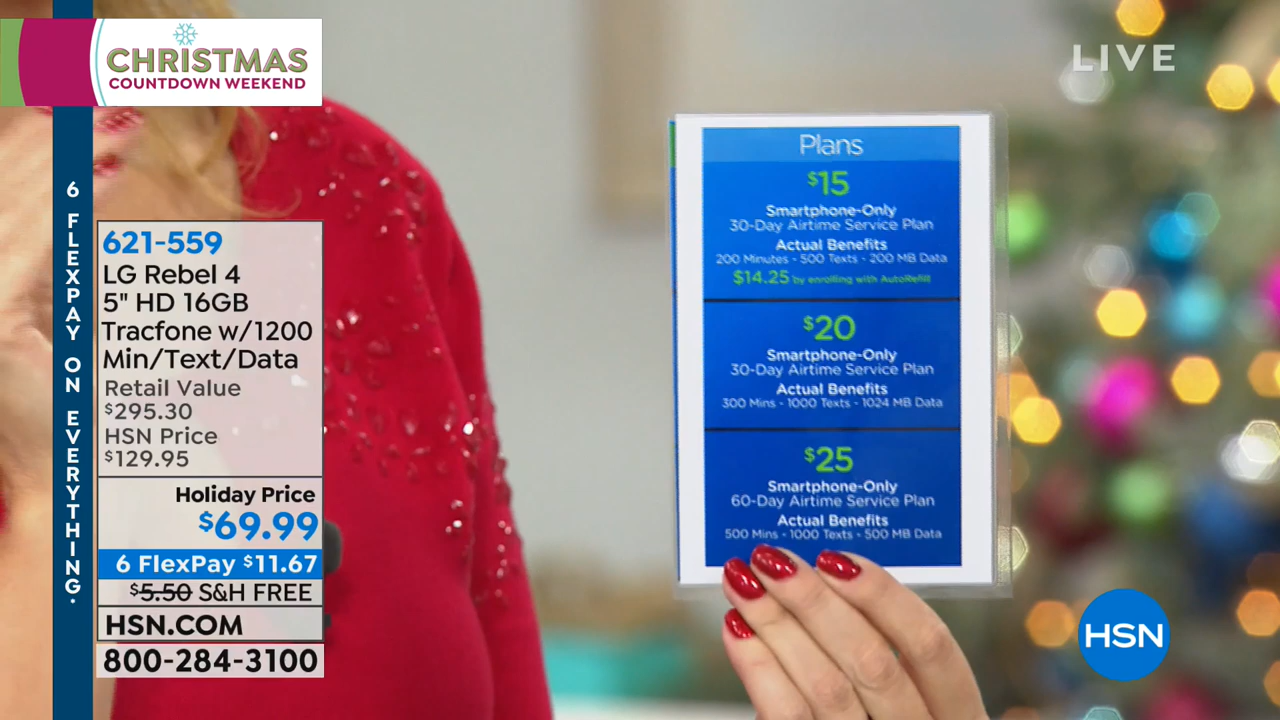 CHRISTMAS
COUNTDOWN WEEKEND
LIVE
6 FLEXPAY ON EVERYTHING.
621-559
LG Rebel 4
5" HD 16GB
Tracfone w/1200
Min/Text/Data
Retail Value
$295.30
HSN Price
$129.95
Holiday Price
$69.99
6 FlexPay $11.67
$5.50 S&H FREE
HSN.COM
800-284-3100
Plans
$15
Smartphone-Only
30-Day Airtime Service Plan
Actual Benefits
200 Minutes - 500 Texts - 200 MB Data
$14.25 by enrolling with AutoRefill
$20
Smartphone-Only
30-Day Airtime Service Plan
Actual Benefits
300 Mins - 1000 Texts - 1024 MB Data
$25
Smartphone-Only
60-Day Airtime Service Plan
Actual Benefits
500 Mins - 1000 Texts - 500 MB Data
HSN